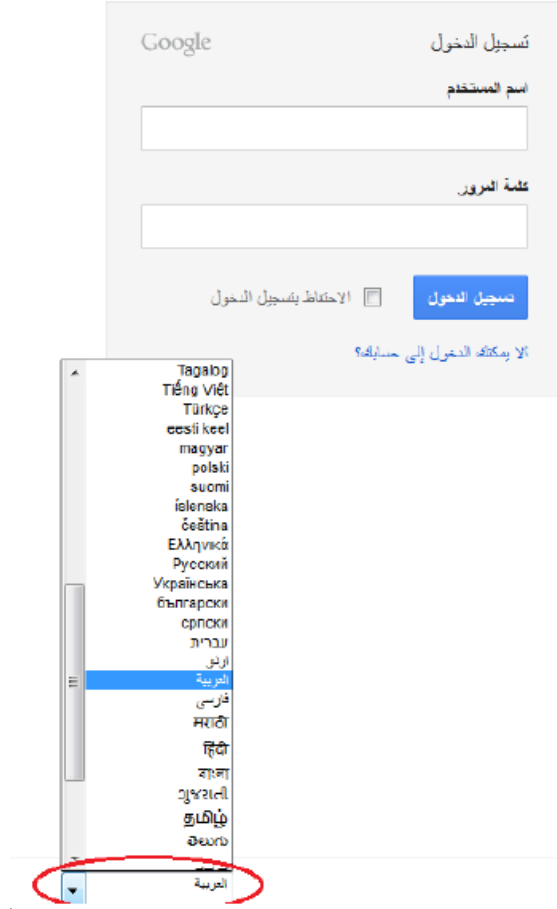 تسجيل الدخول Google
اسم المستخدم
كلمة المرور
تسجيل الدخول الاحتفاظ بتسجيل الدخول
ألا يمكنك الدخول إلى حسابك؟
Tagalog
Tiếng Việt
Türkçe
eesti keel
magyar
polski
suomi
íslenska
čeština
Ελληνικά
Русский
Українська
български
српски
עברית
اردو
العربية
فارسی
मराठी
हिंदी
বাংলা
ગુજરાતી
தமிழ்
తెలుగు
العربية